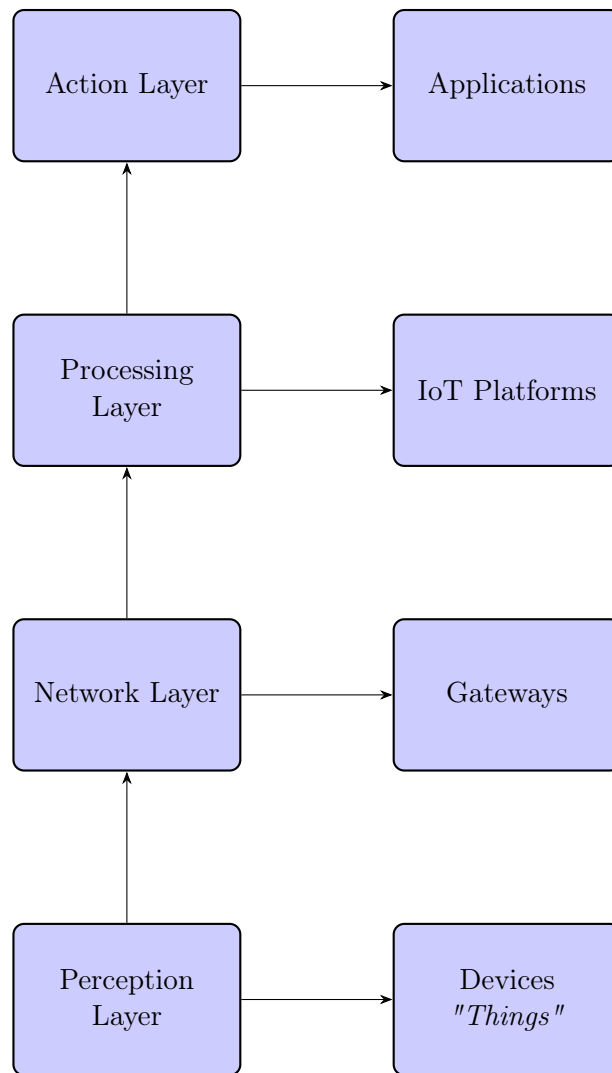 Action Layer
Applications
Processing
Layer
IoT Platforms
Network Layer
Gateways
Perception
Layer
Devices
"Things"